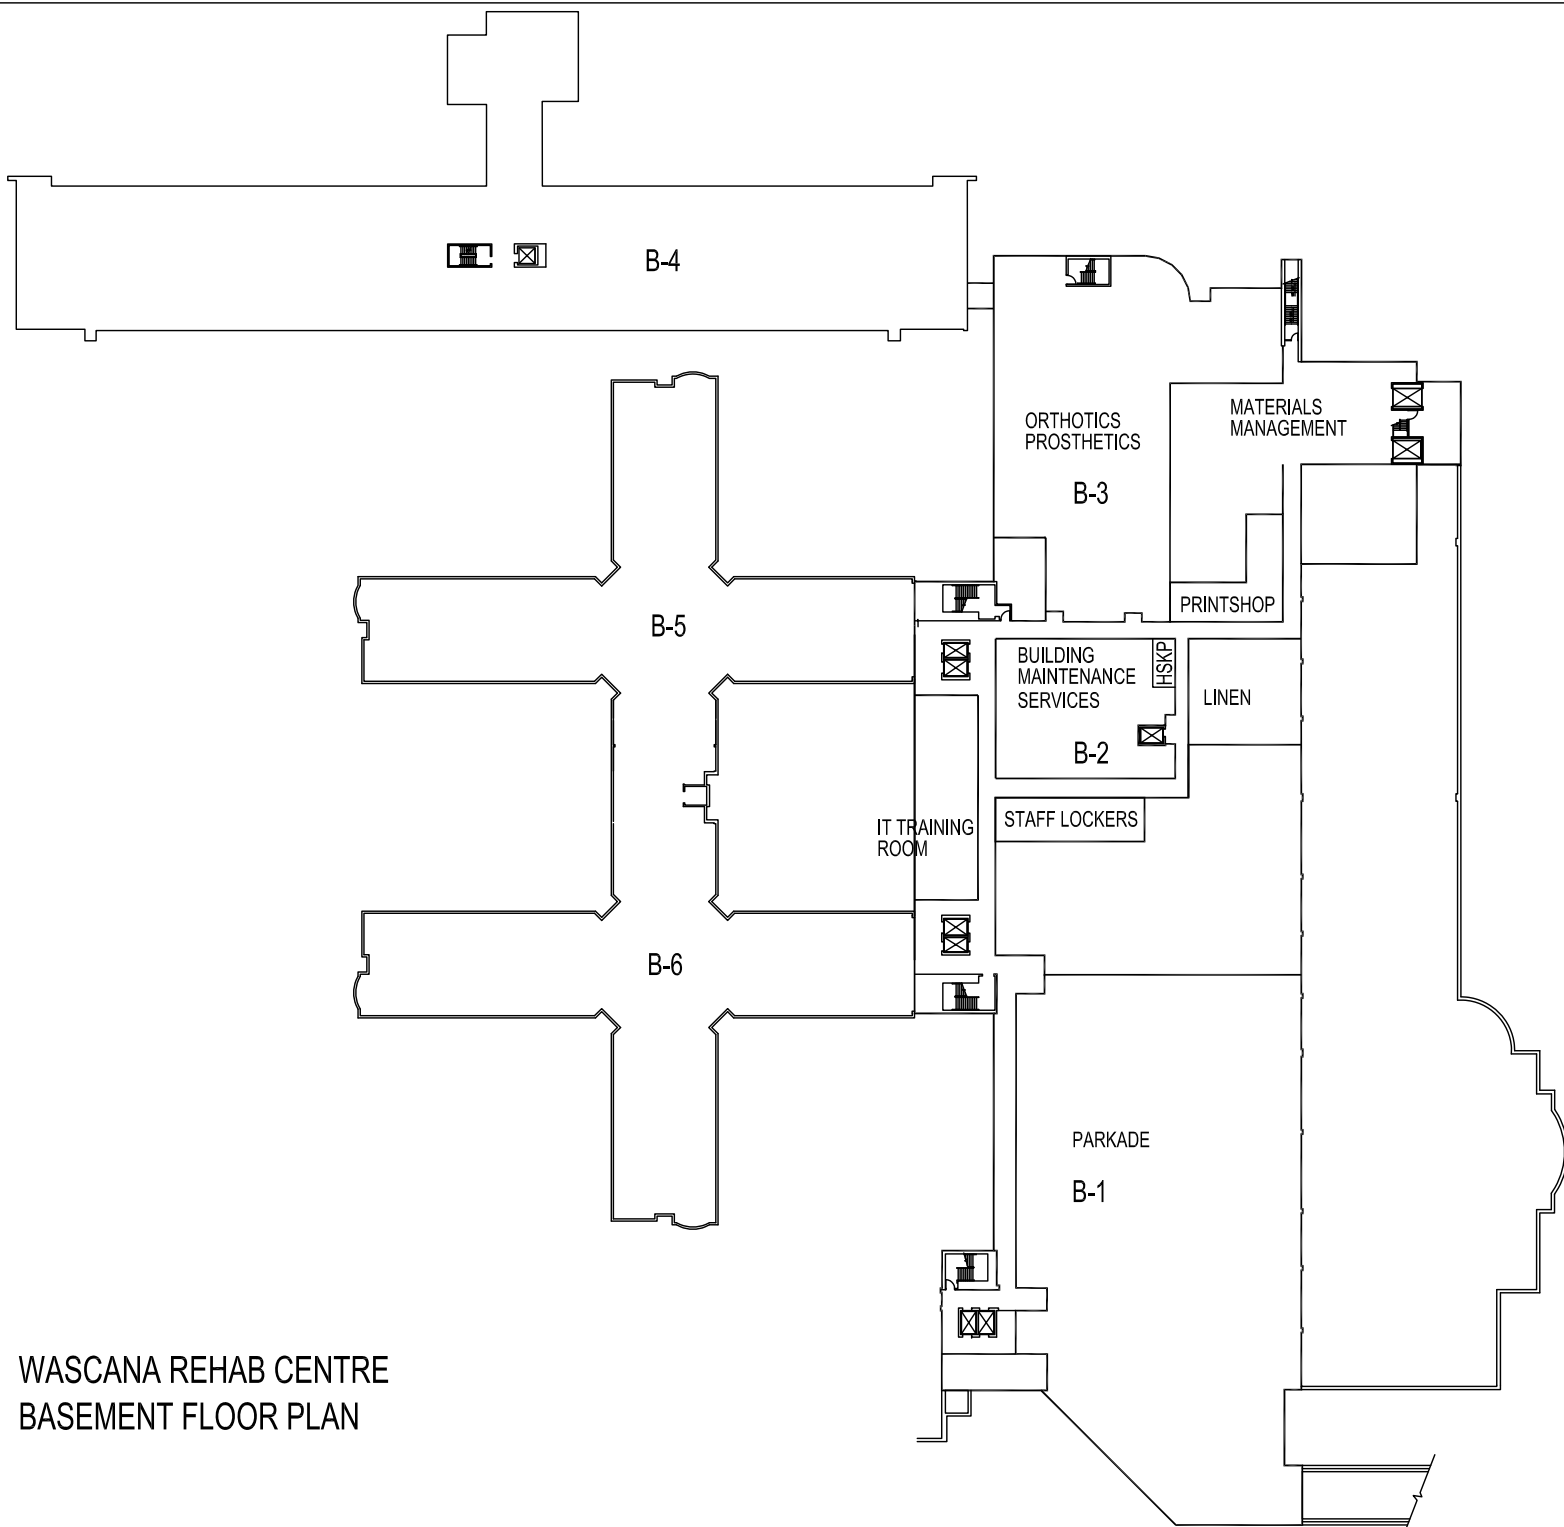 B-4
ORTHOTICS
PROSTHETICS
B-3
MATERIALS
MANAGEMENT
PRINTSHOP
B-5
BUILDING
MAINTENANCE
SERVICES
HSKP
B-2
LINEN
IT TRAINING
ROOM
STAFF LOCKERS
B-6
PARKADE
B-1
WASCANA REHAB CENTRE
BASEMENT FLOOR PLAN